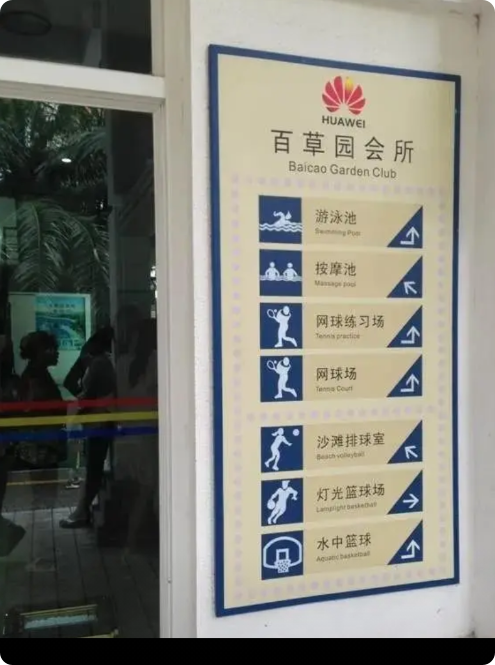 HUAWEI
百草园会所
Baicao Garden Club
游泳池
Swimming Pool
按摩池
Massage pool
网球练习场
Tennis practice
网球场
Tennis Court
沙滩排球室
Beach volleyball
灯光篮球场
Lamplight basketball
水中篮球
Aquatic basketball